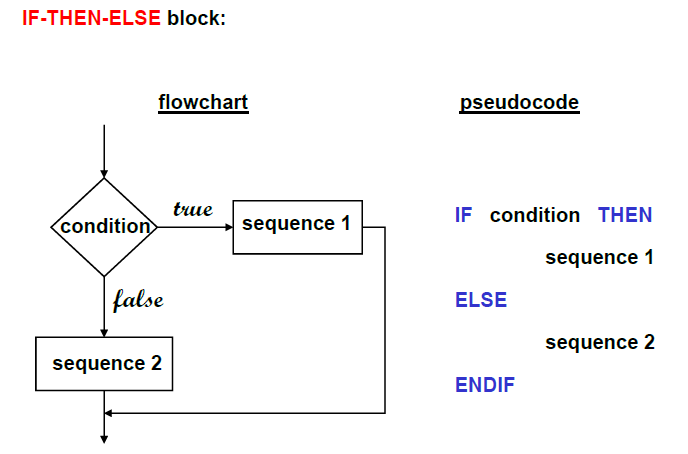 IF-THEN-ELSE block:
flowchart
condition
true
sequence 1
false
sequence 2
pseudocode
IF condition THEN
sequence 1
ELSE
sequence 2
ENDIF